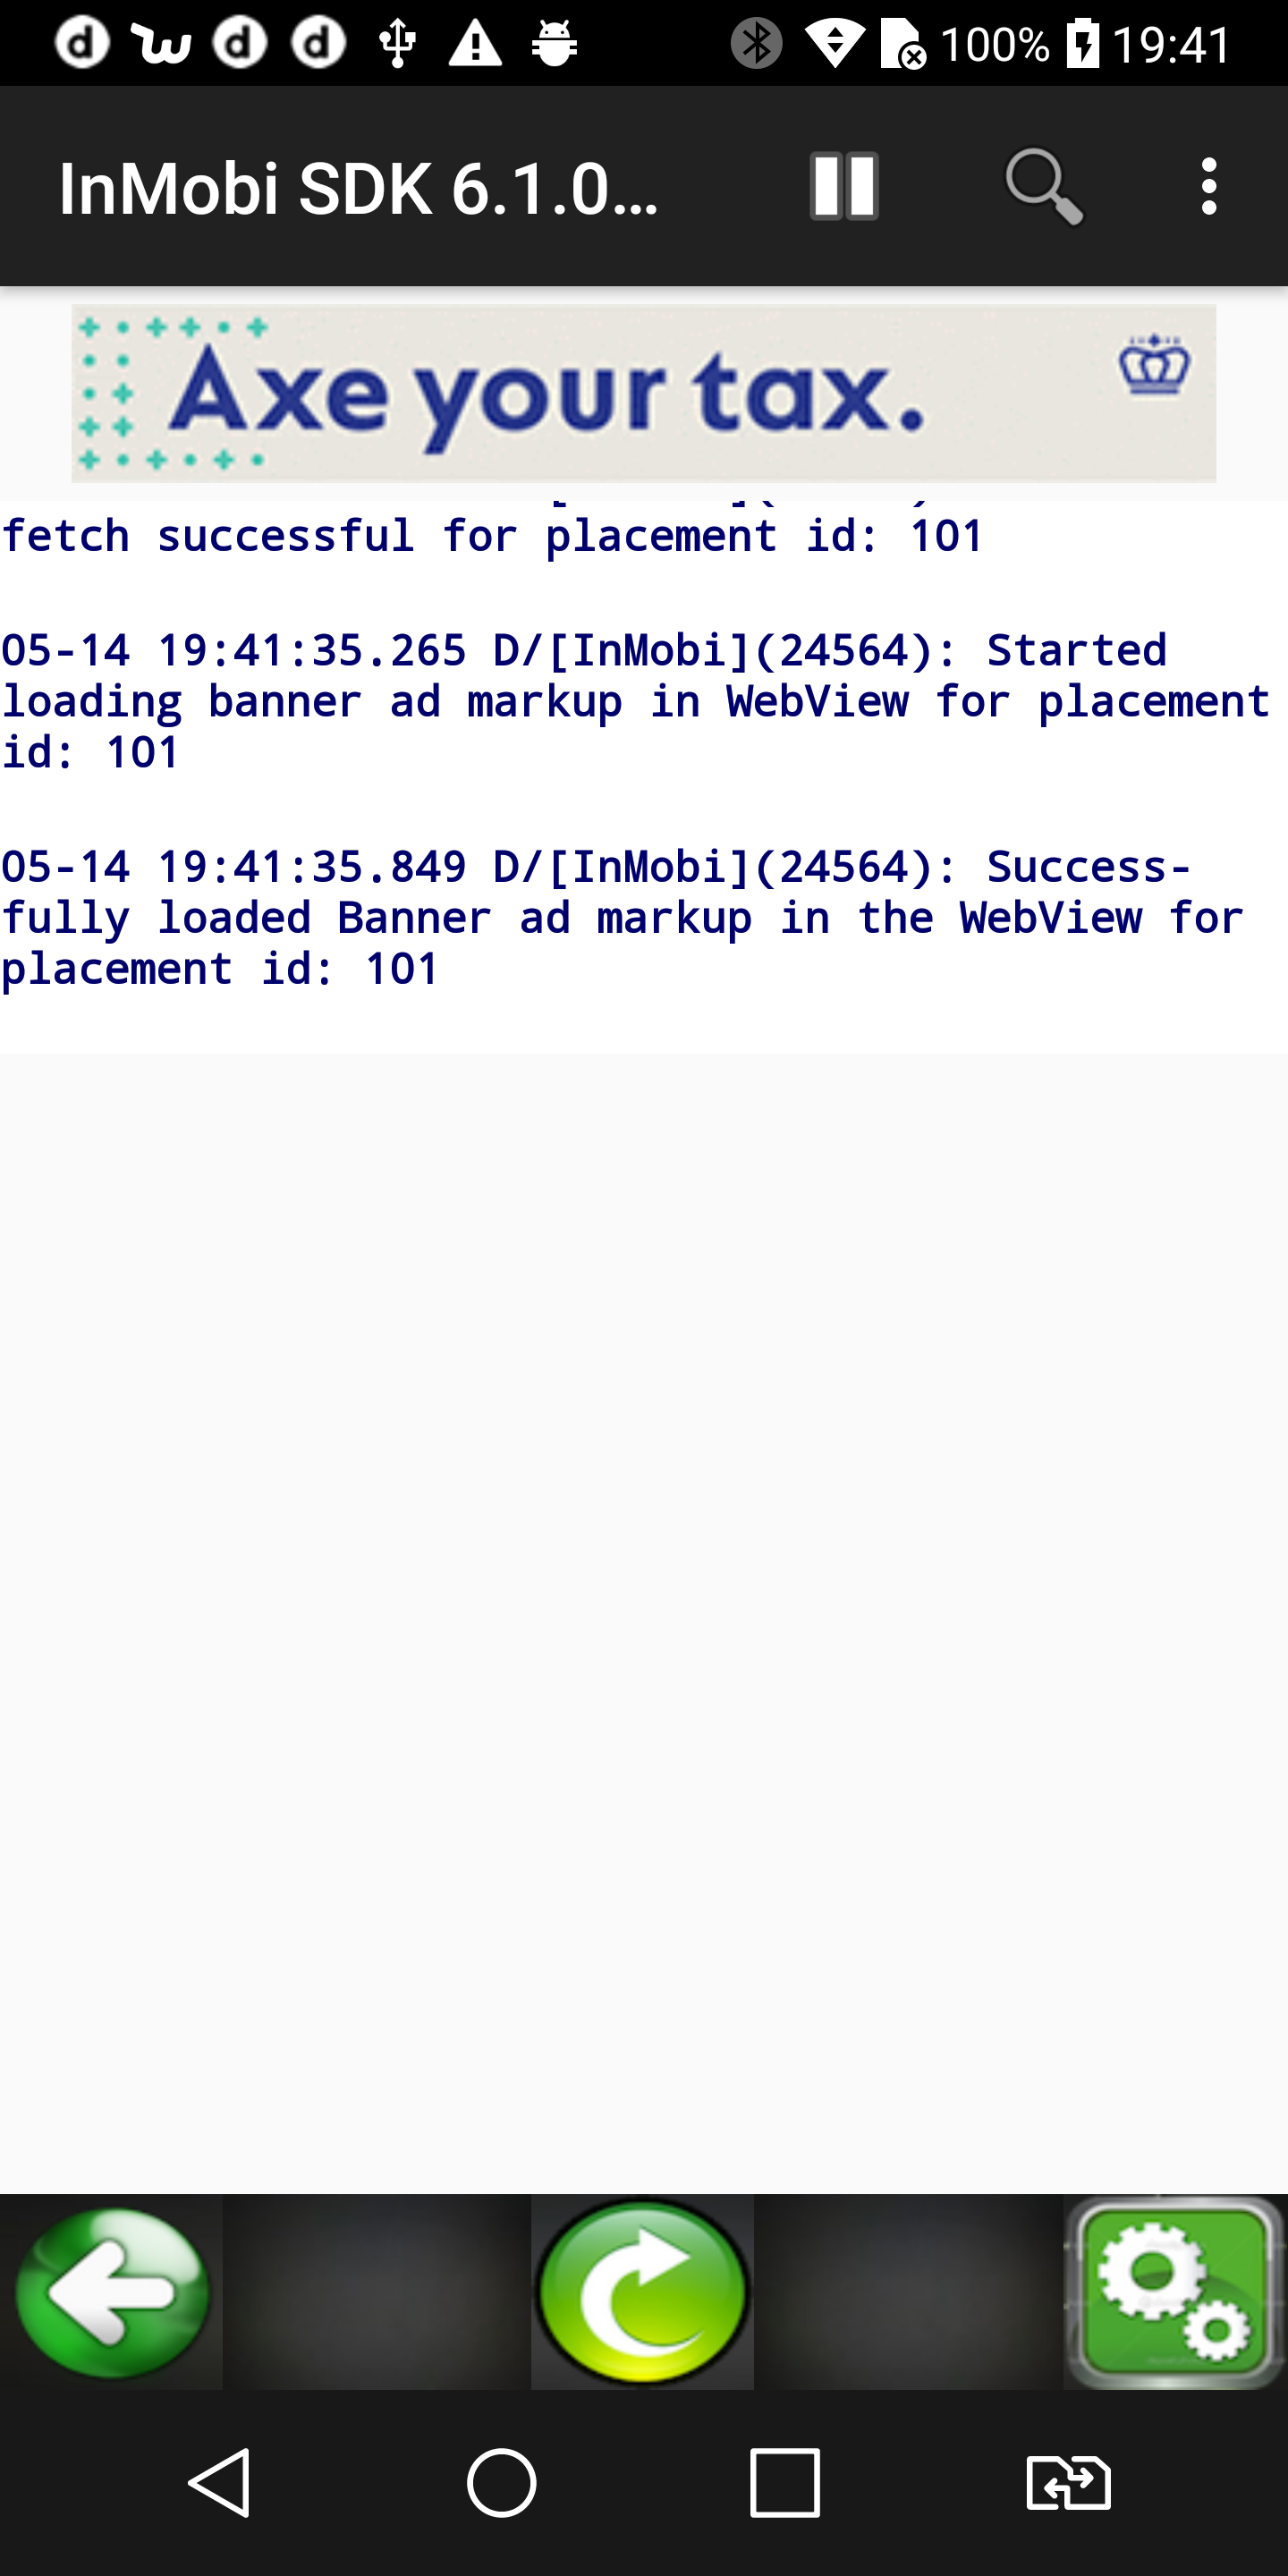 100% 19:41
InMobi SDK 6.1.0...
Axe your tax.
fetch successful for placement id: 101
05-14 19:41:35.265 D/[InMobi](24564): Started
loading banner ad markup in WebView for placement
id: 101
05-14 19:41:35.849 D/[InMobi](24564): Success-
fully loaded Banner ad markup in the WebView for
placement id: 101